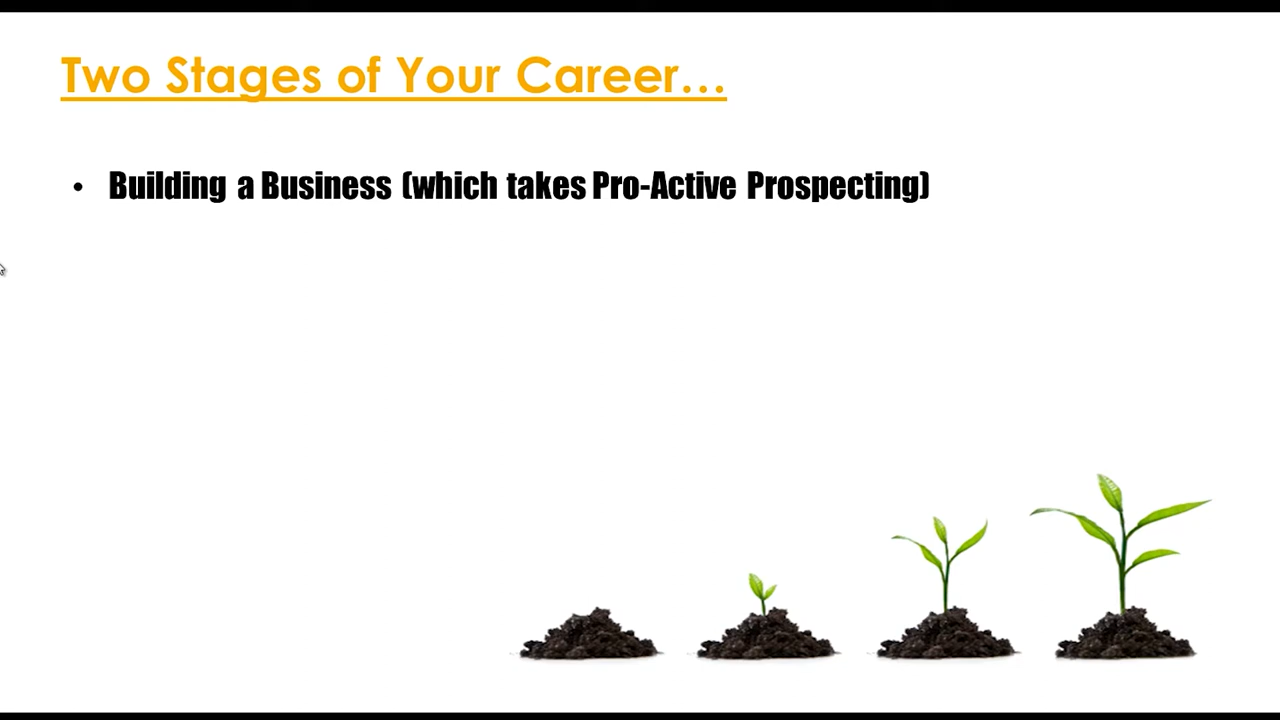 Two Stages of Your Career...
• Building a Business (which takes Pro-Active Prospecting)